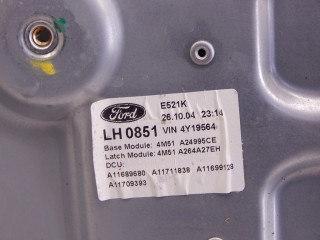 Ford
E521K
26.10.04 23:14
LH 0851 VIN 4Y19564
Base Module: 4M51 A24995CE
Latch Module: 4M51 A264A27EH
DCU:
A11689680 A11711838 A11699128
A11709393